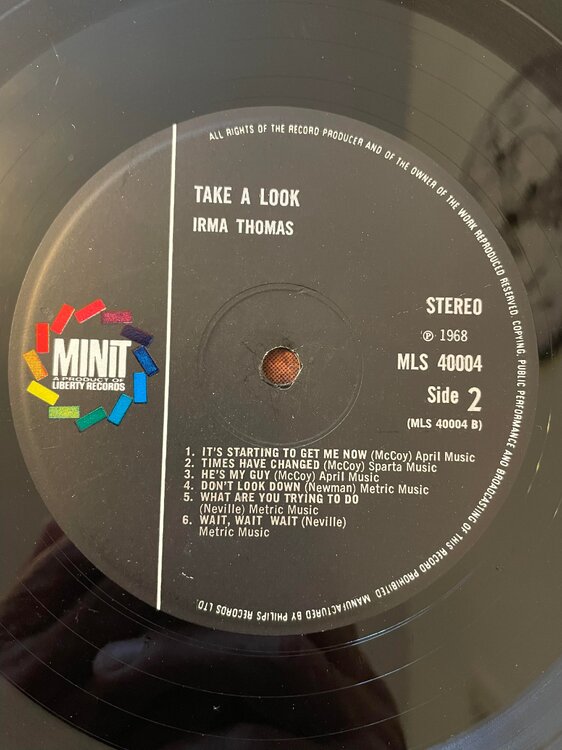 ALL RIGHTS OF THE RECORD PRODUCER AND OF THE OWNER OF THE WORK REPRODUCED RESERVED. COPYING, PUBLIC PERFORMANCE AND BROADCASTING OF THIS RECORD PROHIBITED. MANUFACTURED BY PHILIPS RECORDS LTD.
TAKE A LOOK
IRMA THOMAS
STEREO
℗ 1968
MLS 40004
Side 2
(MLS 40004 B)
MINIT
A PRODUCT OF
LIBERTY RECORDS
1. IT'S STARTING TO GET ME NOW (McCoy) April Music
2. TIMES HAVE CHANGED (McCoy) Sparta Music
3. HE'S MY GUY (McCoy) April Music
4. DON'T LOOK DOWN (Newman) Metric Music
5. WHAT ARE YOU TRYING TO DO
(Neville) Metric Music
6. WAIT, WAIT WAIT (Neville)
Metric Music